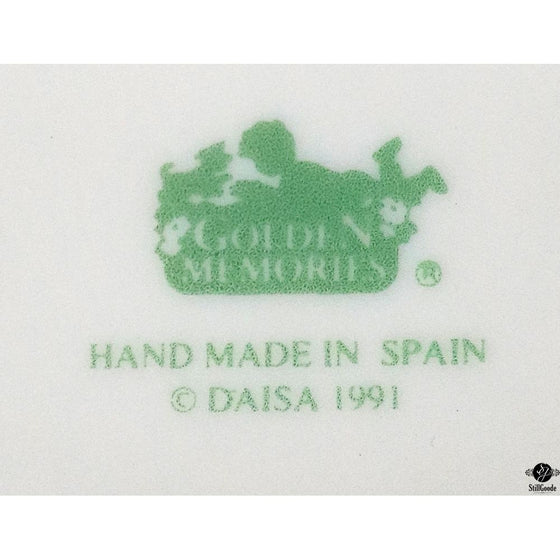 GOLDEN
MEMORIES ®
HAND MADE IN SPAIN
© DAISA 1991
StillGoode